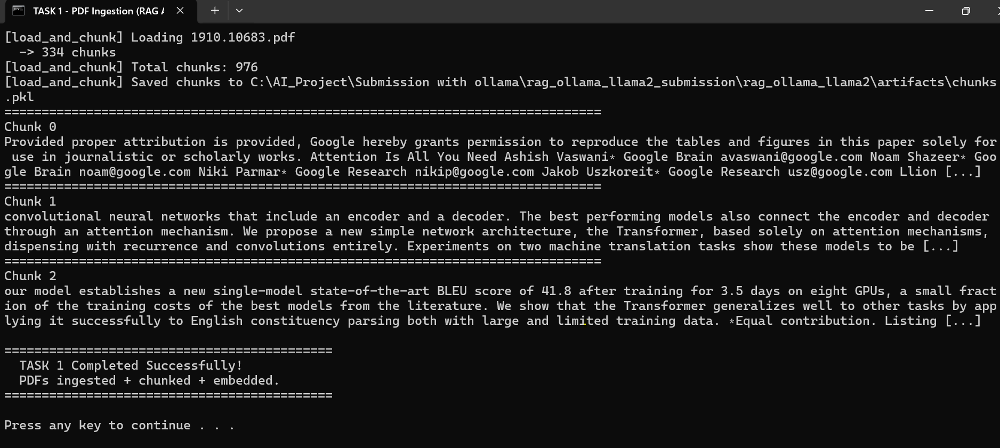 TASK 1 - PDF Ingestion (RAG
[load_and_chunk] Loading 1910.10683.pdf
-> 334 chunks
[load_and_chunk] Total chunks: 976
[load_and_chunk] Saved chunks to C:\AI_Project\Submission with ollama\rag_ollama_llama2_submission\rag_ollama_llama2\artifacts\chunks
.pkl
================================================================================
Chunk 0
Provided proper attribution is provided, Google hereby grants permission to reproduce the tables and figures in this paper solely for
use in journalistic or scholarly works. Attention Is All You Need Ashish Vaswani* Google Brain avaswani@google.com Noam Shazeer* Goo
gle Brain noam@google.com Niki Parmar* Google Research nikip@google.com Jakob Uszkoreit* Google Research usz@google.com Llion [...]
================================================================================
Chunk 1
convolutional neural networks that include an encoder and a decoder. The best performing models also connect the encoder and decoder
through an attention mechanism. We propose a new simple network architecture, the Transformer, based solely on attention mechanisms,
dispensing with recurrence and convolutions entirely. Experiments on two machine translation tasks show these models to be [...]
================================================================================
Chunk 2
our model establishes a new single-model state-of-the-art BLEU score of 41.8 after training for 3.5 days on eight GPUs, a small fract
ion of the training costs of the best models from the literature. We show that the Transformer generalizes well to other tasks by app
lying it successfully to English constituency parsing both with large and limited training data. *Equal contribution. Listing [...]
============================================
TASK 1 Completed Successfully!
PDFs ingested + chunked + embedded.
============================================
Press any key to continue . . .